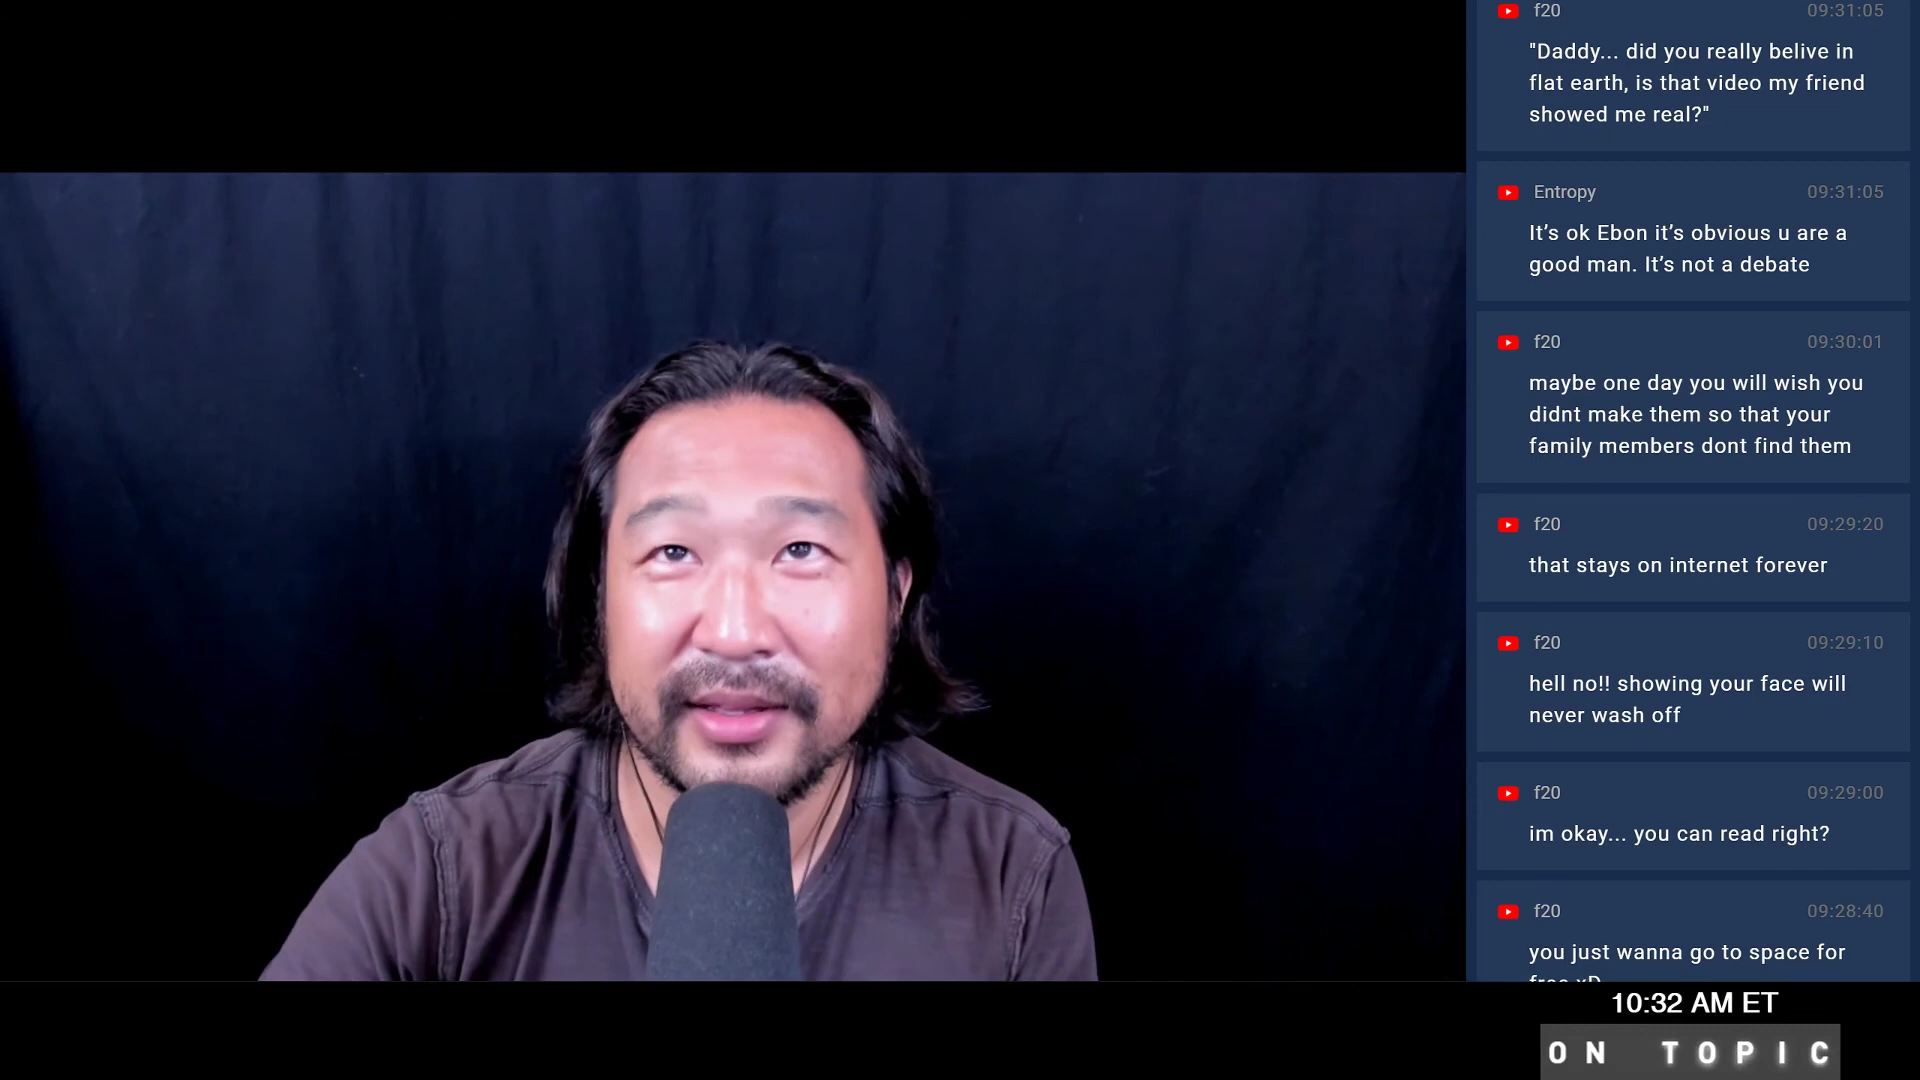 f20 09:31:05
"Daddy... did you really belive in
flat earth, is that video my friend
showed me real?"
Entropy 09:31:05
It’s ok Ebon it’s obvious u are a
good man. It’s not a debate
f20 09:30:01
maybe one day you will wish you
didnt make them so that your
family members dont find them
f20 09:29:20
that stays on internet forever
f20 09:29:10
hell no!! showing your face will
never wash off
f20 09:29:00
im okay... you can read right?
f20 09:28:40
you just wanna go to space for
free xD
10:32 AM ET
ON TOPIC